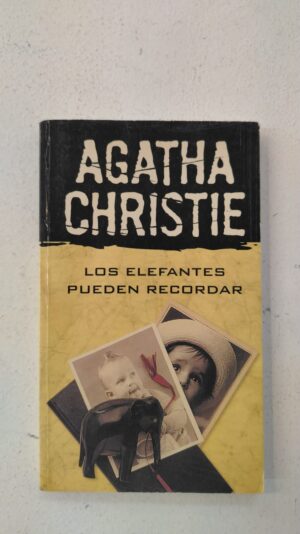 AGATHA
CHRISTIE
LOS ELEFANTES
PUEDEN RECORDAR